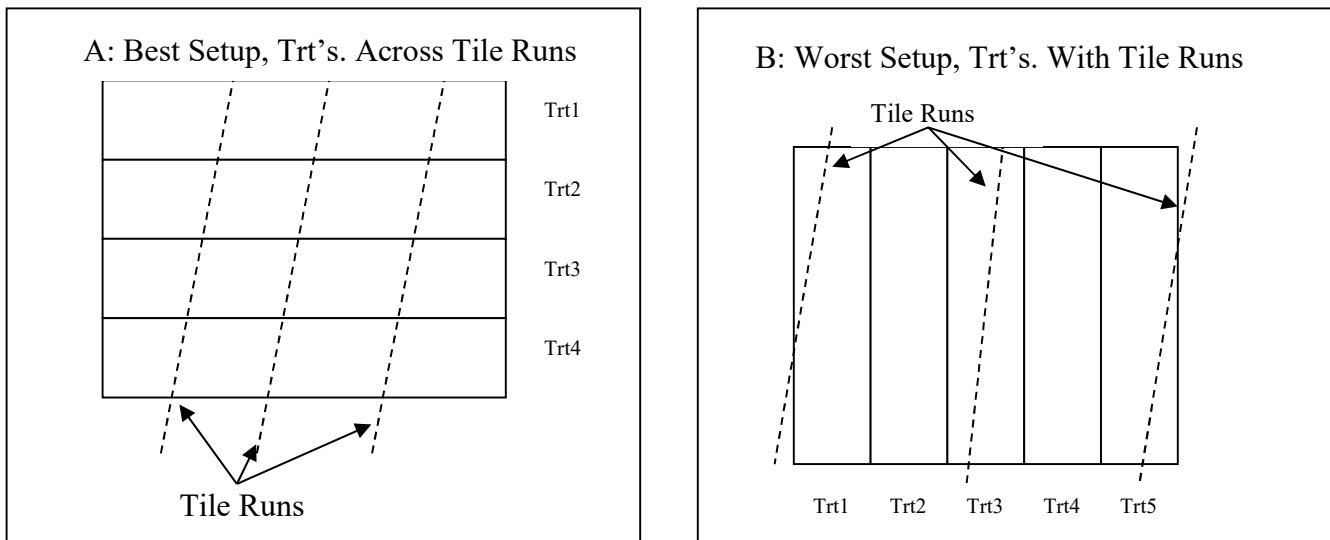 A: Best Setup, Trt's. Across Tile Runs
Trt1
Trt2
Trt3
Trt4
Tile Runs
B: Worst Setup, Trt's. With Tile Runs
Tile Runs
Trt1 Trt2 Trt3 Trt4 Trt5